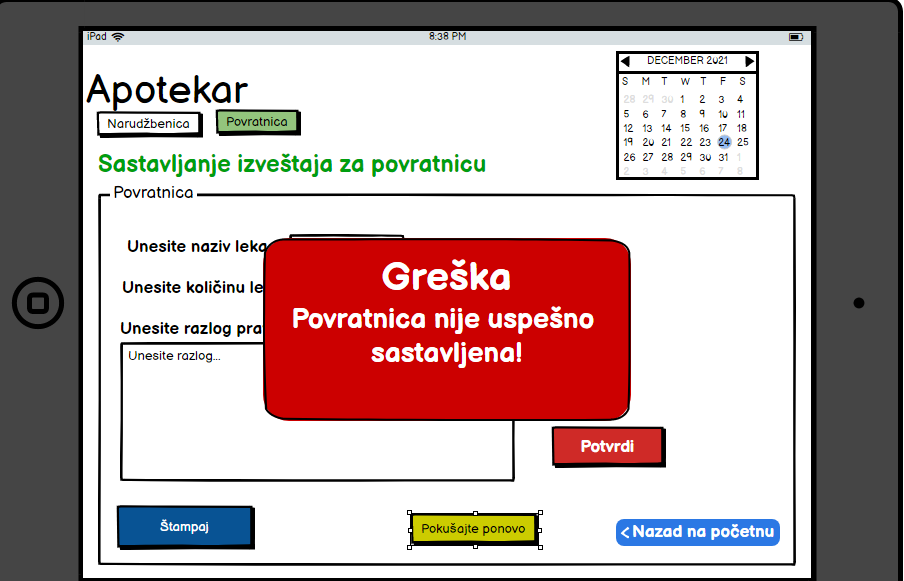 iPad
8:38 PM
DECEMBER 2021
S M T W T F S
28 29 30 1 2 3 4
5 6 7 8 9 10 11
12 13 14 15 16 17 18
19 20 21 22 23 24 25
26 27 28 29 30 31 1
2 3 4 5 6 7 8
Apotekar
Narudžbenica
Povratnica
Sastavljanje izveštaja za povratnicu
Povratnica
Unesite naziv leka
Unesite količinu le
Unesite razlog pra
Unesite razlog...
Greška
Povratnica nije uspešno
sastavljena!
Potvrdi
Štampaj
Pokušajte ponovo
< Nazad na početnu